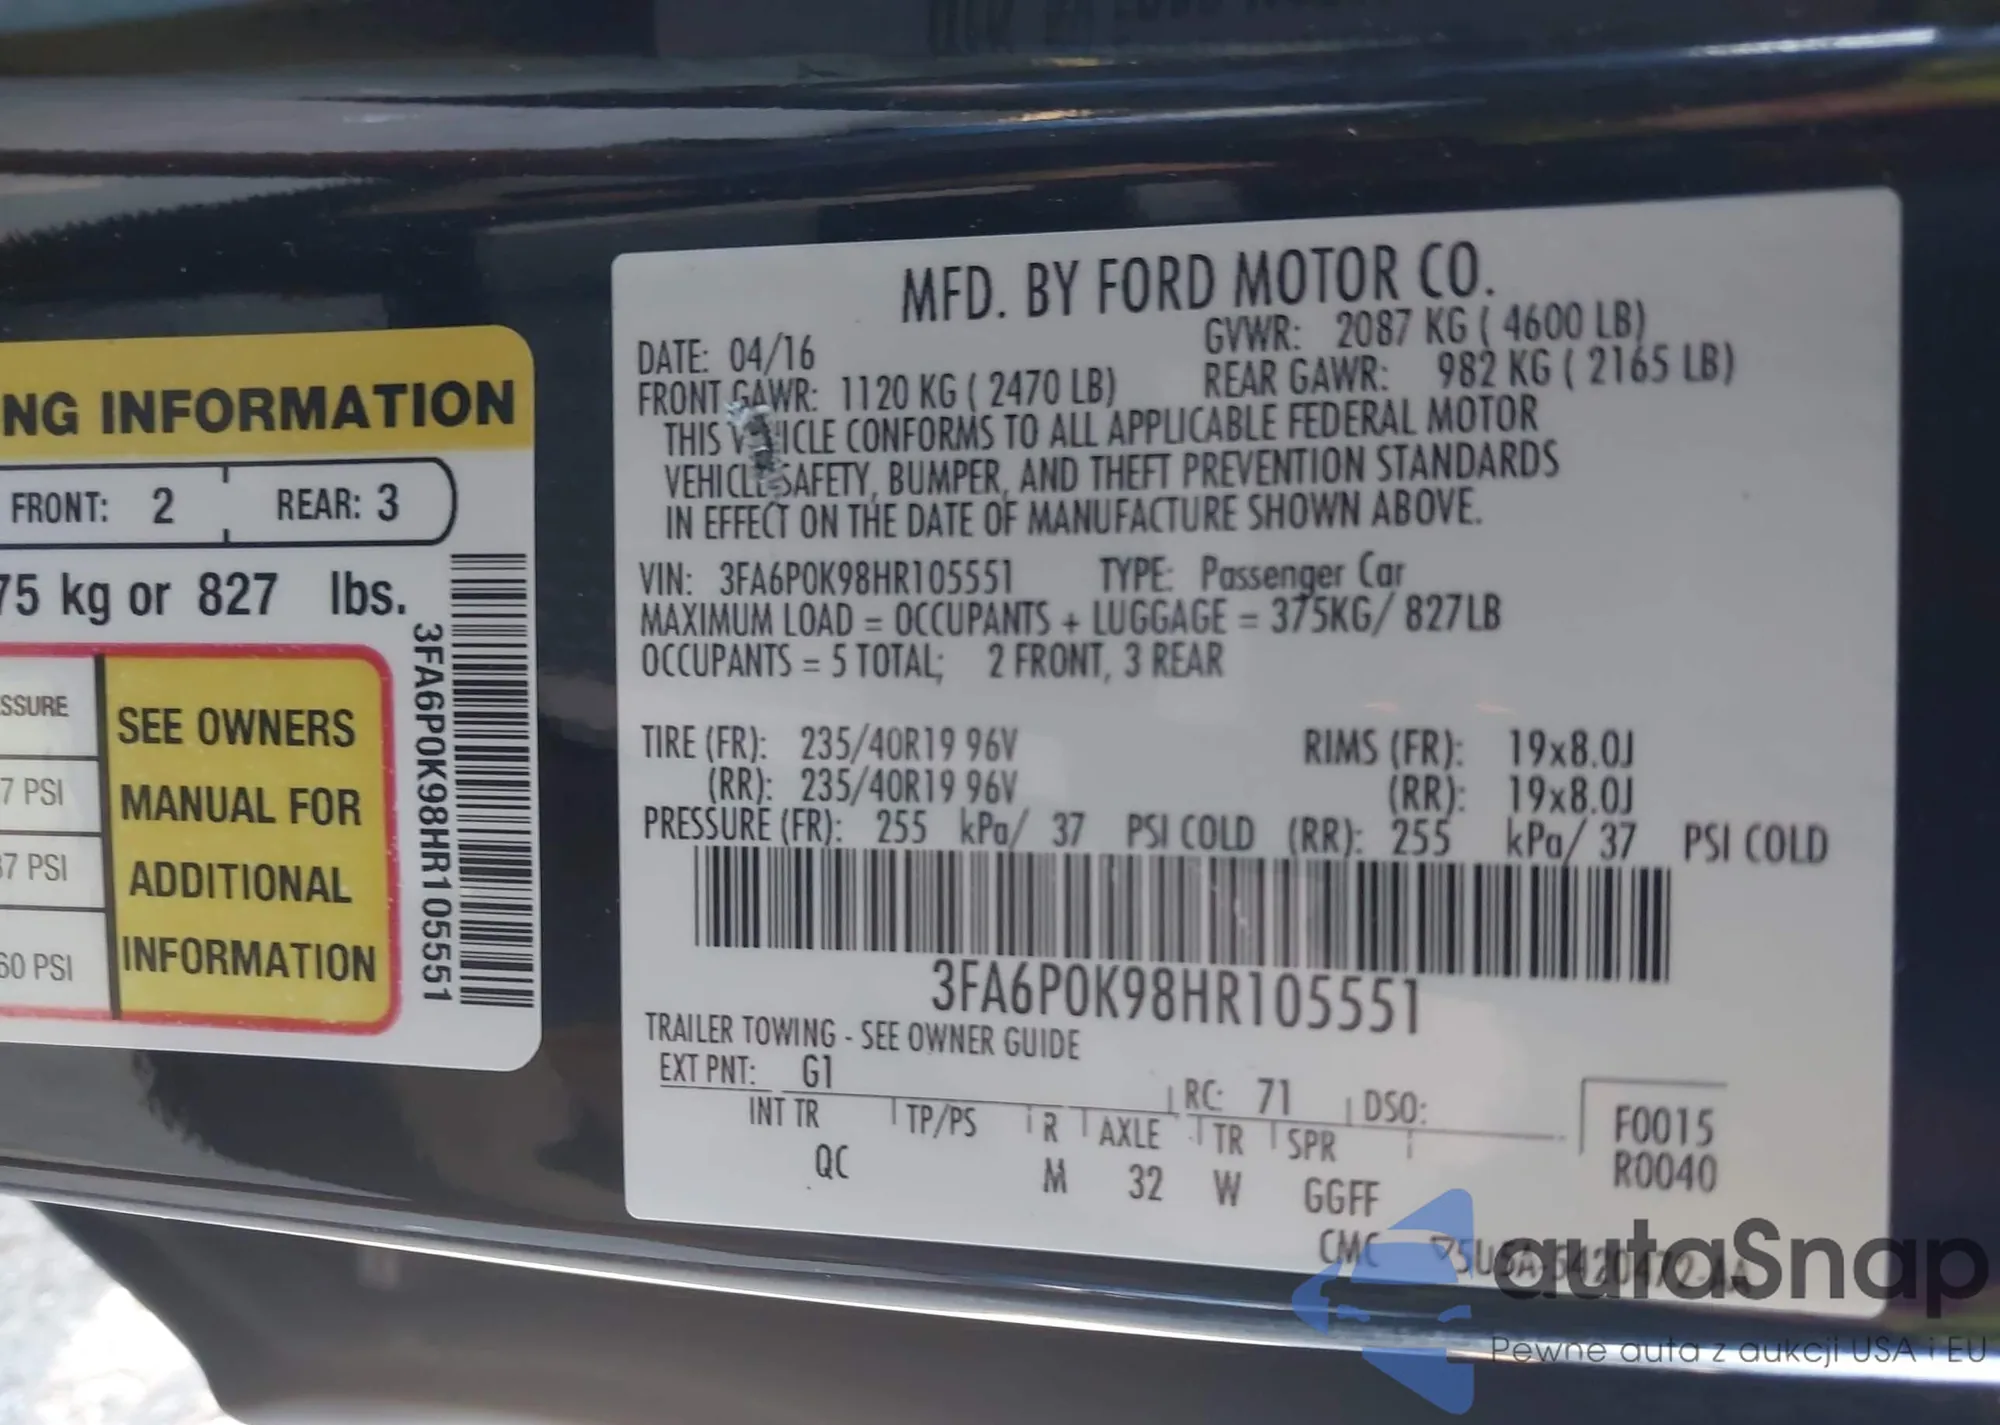 NG INFORMATION
FRONT: 2 REAR: 3
75 kg or 827 lbs.
SSURE
7 PSI
37 PSI
60 PSI
SEE OWNERS
MANUAL FOR
ADDITIONAL
INFORMATION
3FA6P0K98HR105551
MFD. BY FORD MOTOR CO.
DATE: 04/16 GVWR: 2087 KG ( 4600 LB)
FRONT GAWR: 1120 KG ( 2470 LB) REAR GAWR: 982 KG ( 2165 LB)
THIS VEHICLE CONFORMS TO ALL APPLICABLE FEDERAL MOTOR
VEHICLE SAFETY, BUMPER, AND THEFT PREVENTION STANDARDS
IN EFFECT ON THE DATE OF MANUFACTURE SHOWN ABOVE.
VIN: 3FA6P0K98HR105551 TYPE: Passenger Car
MAXIMUM LOAD = OCCUPANTS + LUGGAGE = 375KG/ 827LB
OCCUPANTS = 5 TOTAL; 2 FRONT, 3 REAR
TIRE (FR): 235/40R19 96V RIMS (FR): 19x8.0J
(RR): 235/40R19 96V (RR): 19x8.0J
PRESSURE (FR): 255 kPa/ 37 PSI COLD (RR): 255 kPa/ 37 PSI COLD
3FA6P0K98HR105551
TRAILER TOWING - SEE OWNER GUIDE
EXT PNT: G1 RC: 71 DSO:
INT TR TP/PS R AXLE TR SPR
QC M 32 W GGFF
F0015
R0040
CMC
autaSnap
Pewne auta z aukcji USA i EU